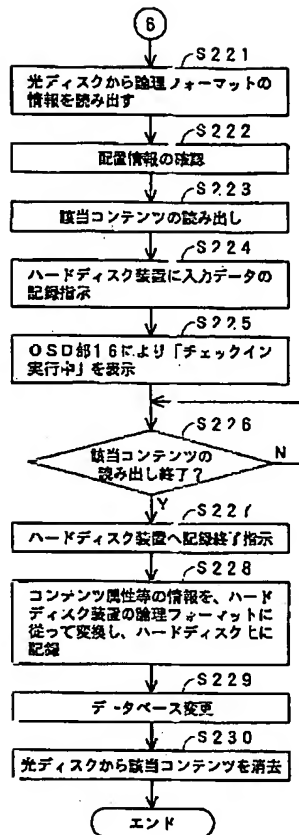 6
S221
光ディスクから論理フォーマットの
情報を読み出す
S222
配置情報の確認
S223
該当コンテンツの読み出し
S224
ハードディスク装置に入力データの
記録指示
S225
OSD部16により「チェックイン
実行中」を表示
S226
該当コンテンツの
読み出し終了?
N
Y
S227
ハードディスク装置へ記録終了指示
S228
コンテンツ属性等の情報を、ハード
ディスク装置の論理フォーマットに
従って変換し、ハードディスク上に
記録
S229
データベース変更
S230
光ディスクから該当コンテンツを消去
エンド